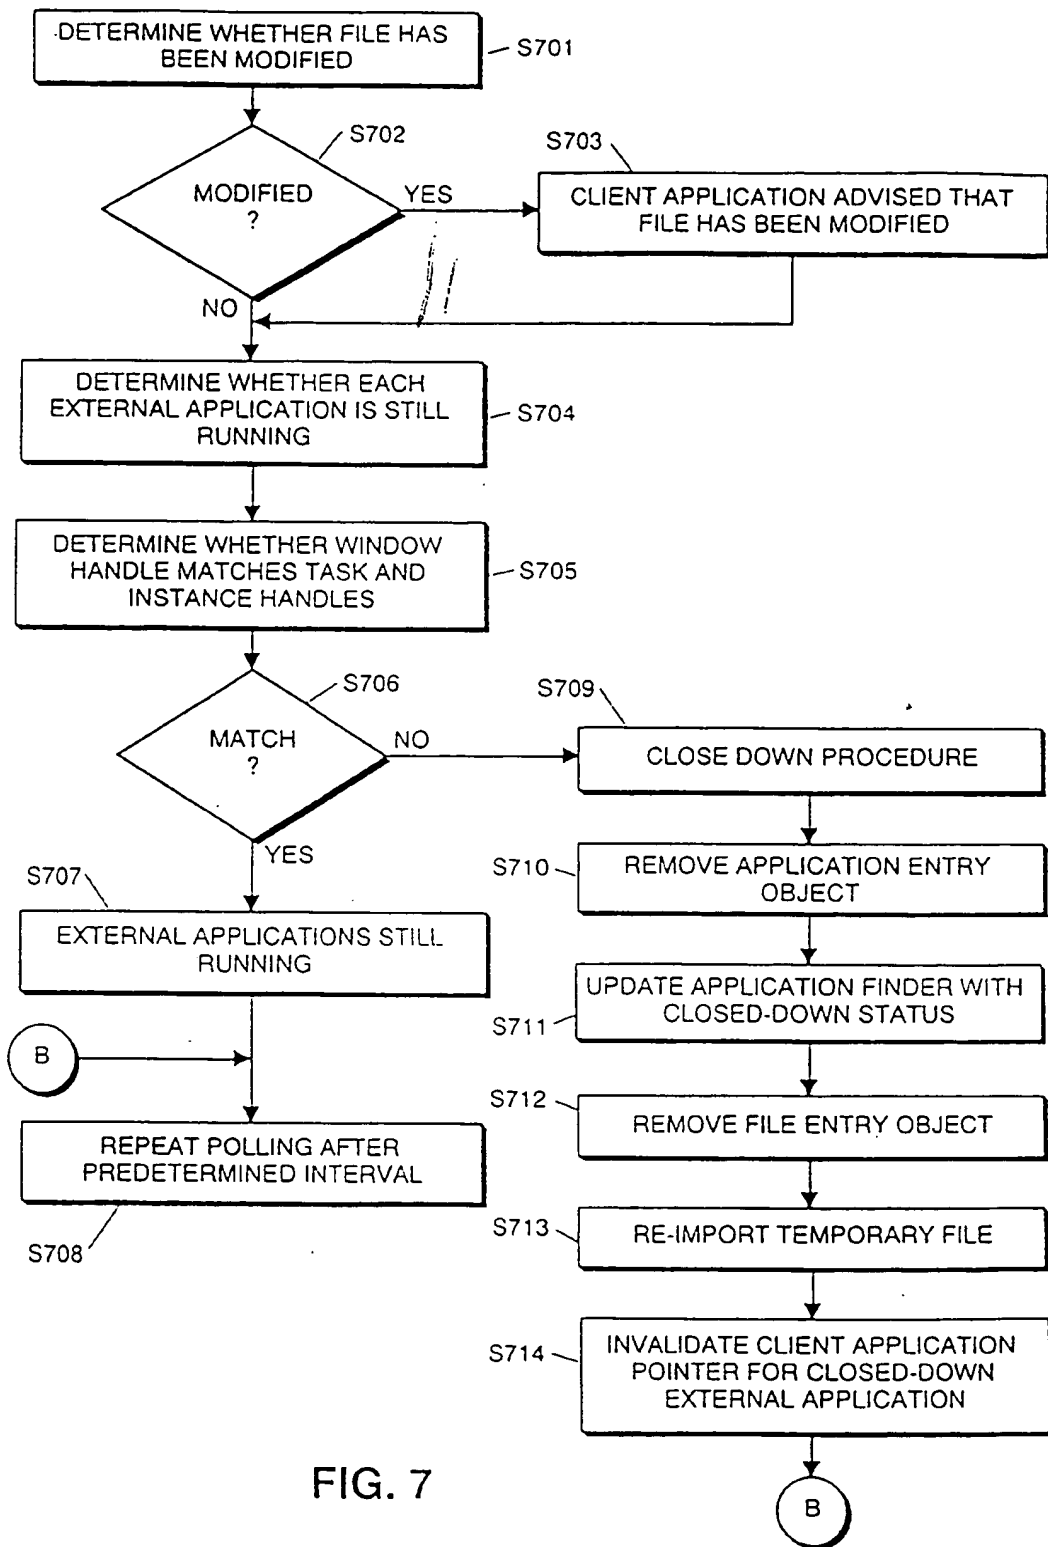 DETERMINE WHETHER FILE HAS
BEEN MODIFIED
S701
S702
MODIFIED
?
YES
S703
CLIENT APPLICATION ADVISED THAT
FILE HAS BEEN MODIFIED
NO
DETERMINE WHETHER EACH
EXTERNAL APPLICATION IS STILL
RUNNING
S704
DETERMINE WHETHER WINDOW
HANDLE MATCHES TASK AND
INSTANCE HANDLES
S705
S706
MATCH
?
NO
YES
S707
EXTERNAL APPLICATIONS STILL
RUNNING
B
REPEAT POLLING AFTER
PREDETERMINED INTERVAL
S708
S709
CLOSE DOWN PROCEDURE
S710
REMOVE APPLICATION ENTRY
OBJECT
S711
UPDATE APPLICATION FINDER WITH
CLOSED-DOWN STATUS
S712
REMOVE FILE ENTRY OBJECT
S713
RE-IMPORT TEMPORARY FILE
S714
INVALIDATE CLIENT APPLICATION
POINTER FOR CLOSED-DOWN
EXTERNAL APPLICATION
B
FIG. 7